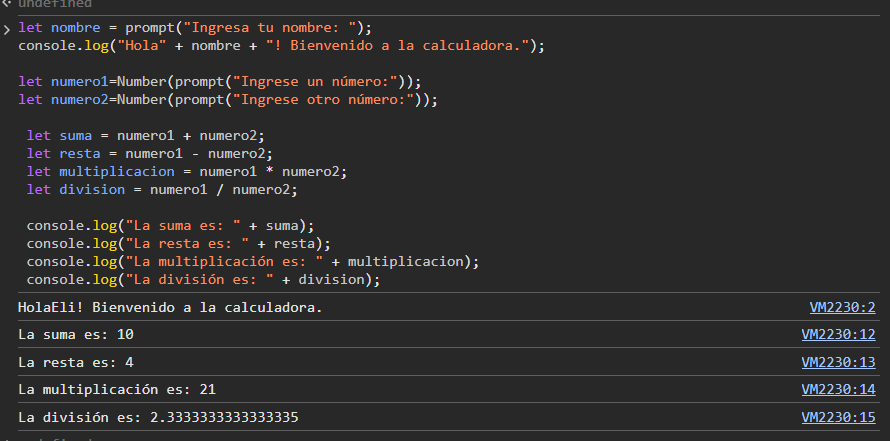 undefined
let nombre = prompt("Ingresa tu nombre: ");
console.log("Hola" + nombre + "! Bienvenido a la calculadora.");
let numero1=Number(prompt("Ingrese un número:"));
let numero2=Number(prompt("Ingrese otro número:"));
let suma = numero1 + numero2;
let resta = numero1 - numero2;
let multiplicacion = numero1 * numero2;
let division = numero1 / numero2;
console.log("La suma es: " + suma);
console.log("La resta es: " + resta);
console.log("La multiplicación es: " + multiplicacion);
console.log("La división es: " + division);
HolaEli! Bienvenido a la calculadora. VM2230:2
La suma es: 10 VM2230:12
La resta es: 4 VM2230:13
La multiplicación es: 21 VM2230:14
La división es: 2.3333333333333335 VM2230:15